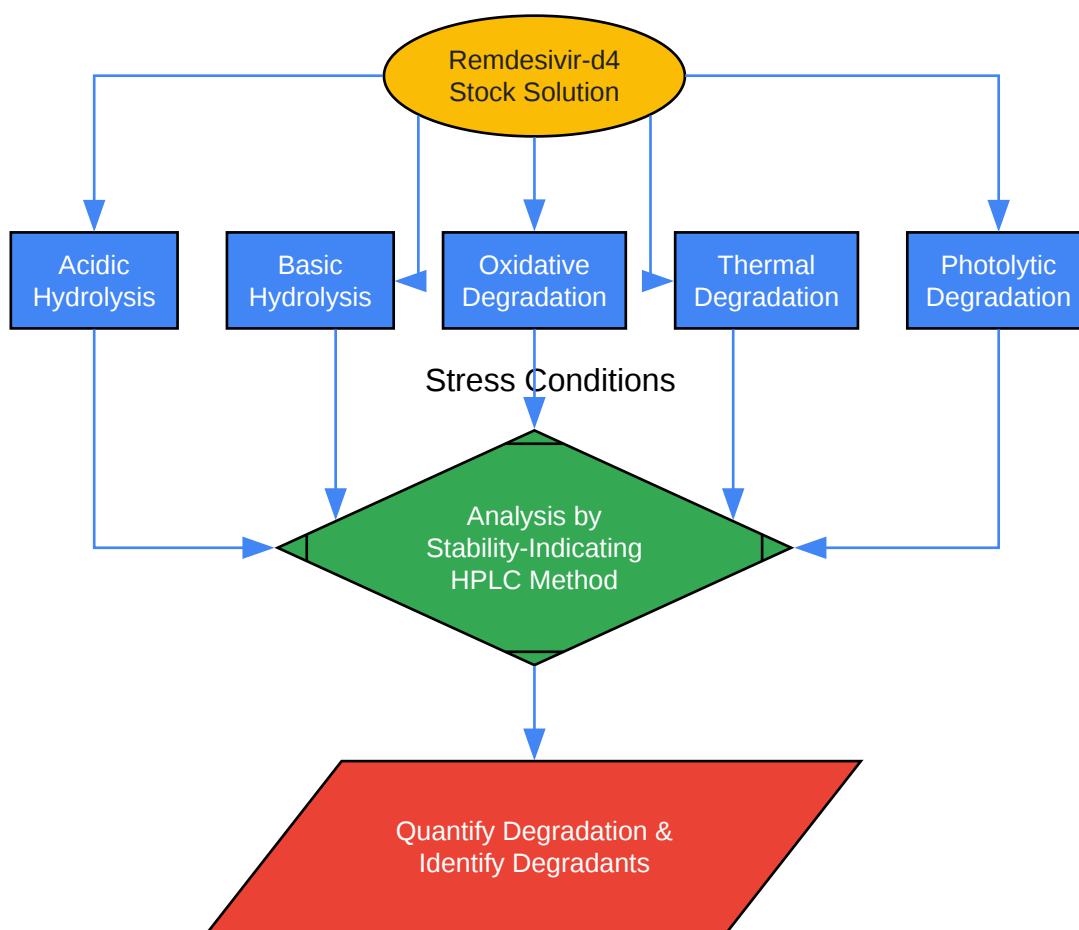 Remdesivir-d4
Stock Solution
Acidic
Hydrolysis
Basic
Hydrolysis
Oxidative
Degradation
Thermal
Degradation
Photolytic
Degradation
Stress Conditions
Analysis by
Stability-Indicating
HPLC Method
Quantify Degradation &
Identify Degradants